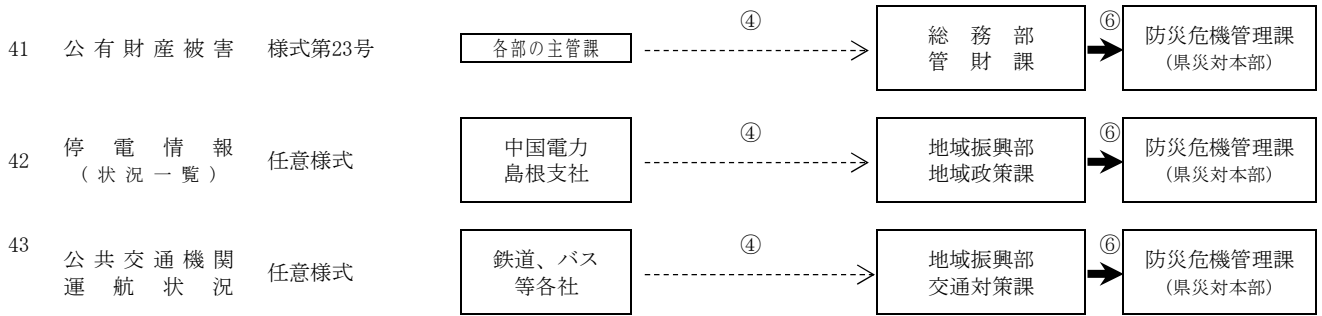 41 公有財産被害 様式第23号 各部の主管課 ④ 総務部 管財課 ⑥ 防災危機管理課 (県災対本部)
42 停電情報 (状況一覧) 任意様式 中国電力 島根支社 ④ 地域振興部 地域政策課 ⑥ 防災危機管理課 (県災対本部)
43 公共交通機関 運航状況 任意様式 鉄道、バス 等各社 ④ 地域振興部 交通対策課 ⑥ 防災危機管理課 (県災対本部)